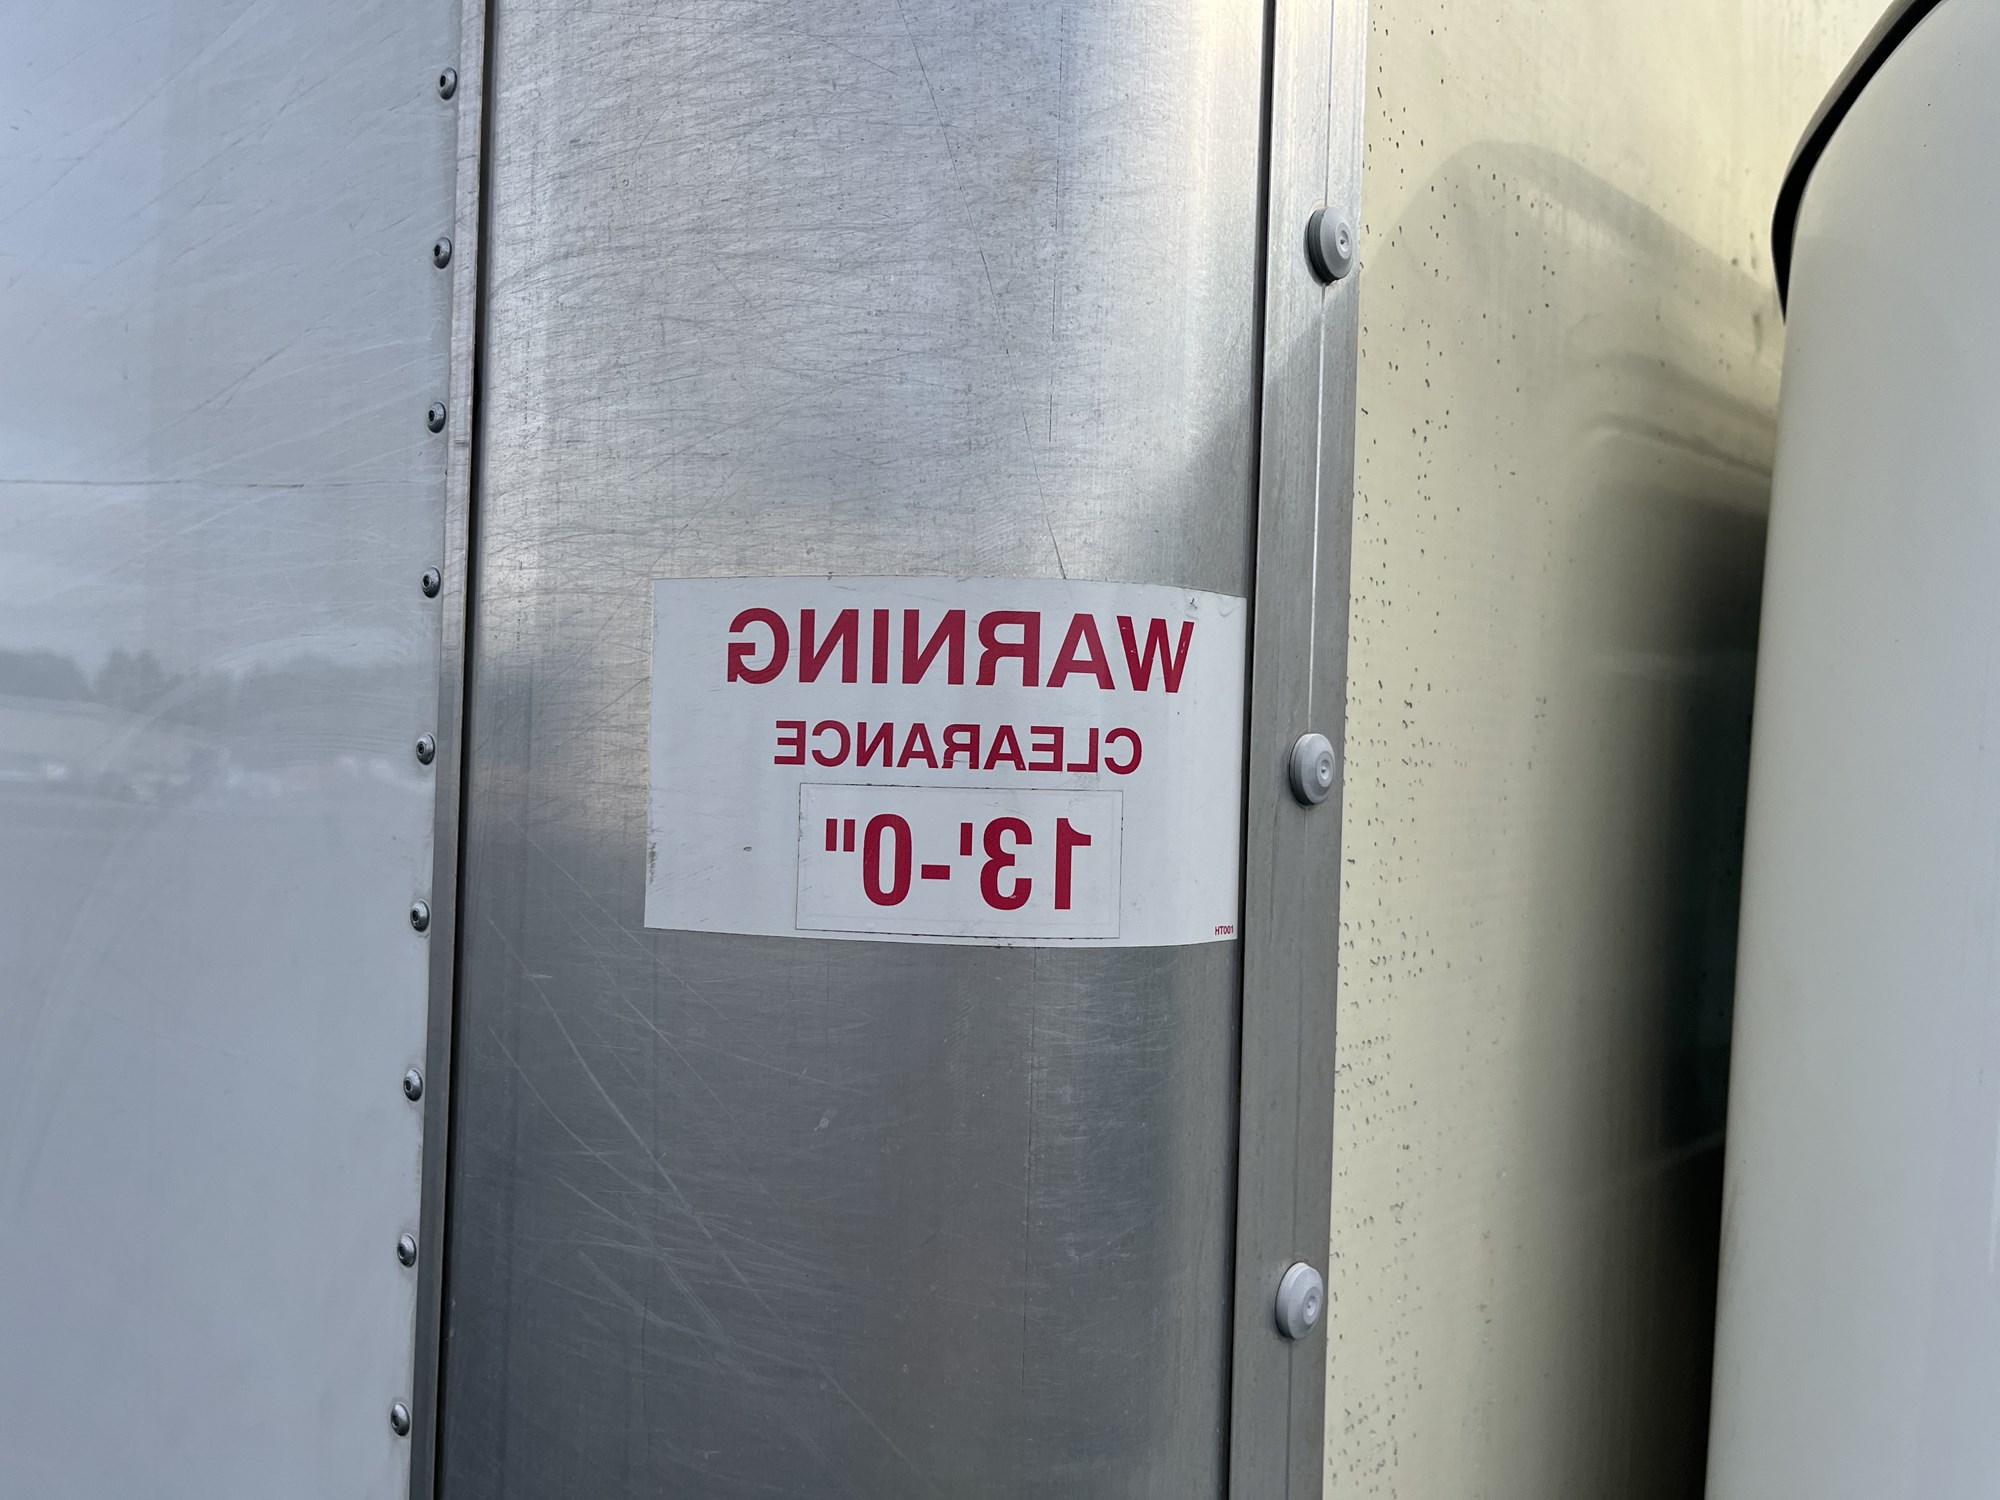 WARNING
CLEARANCE
13'-0"
HT001